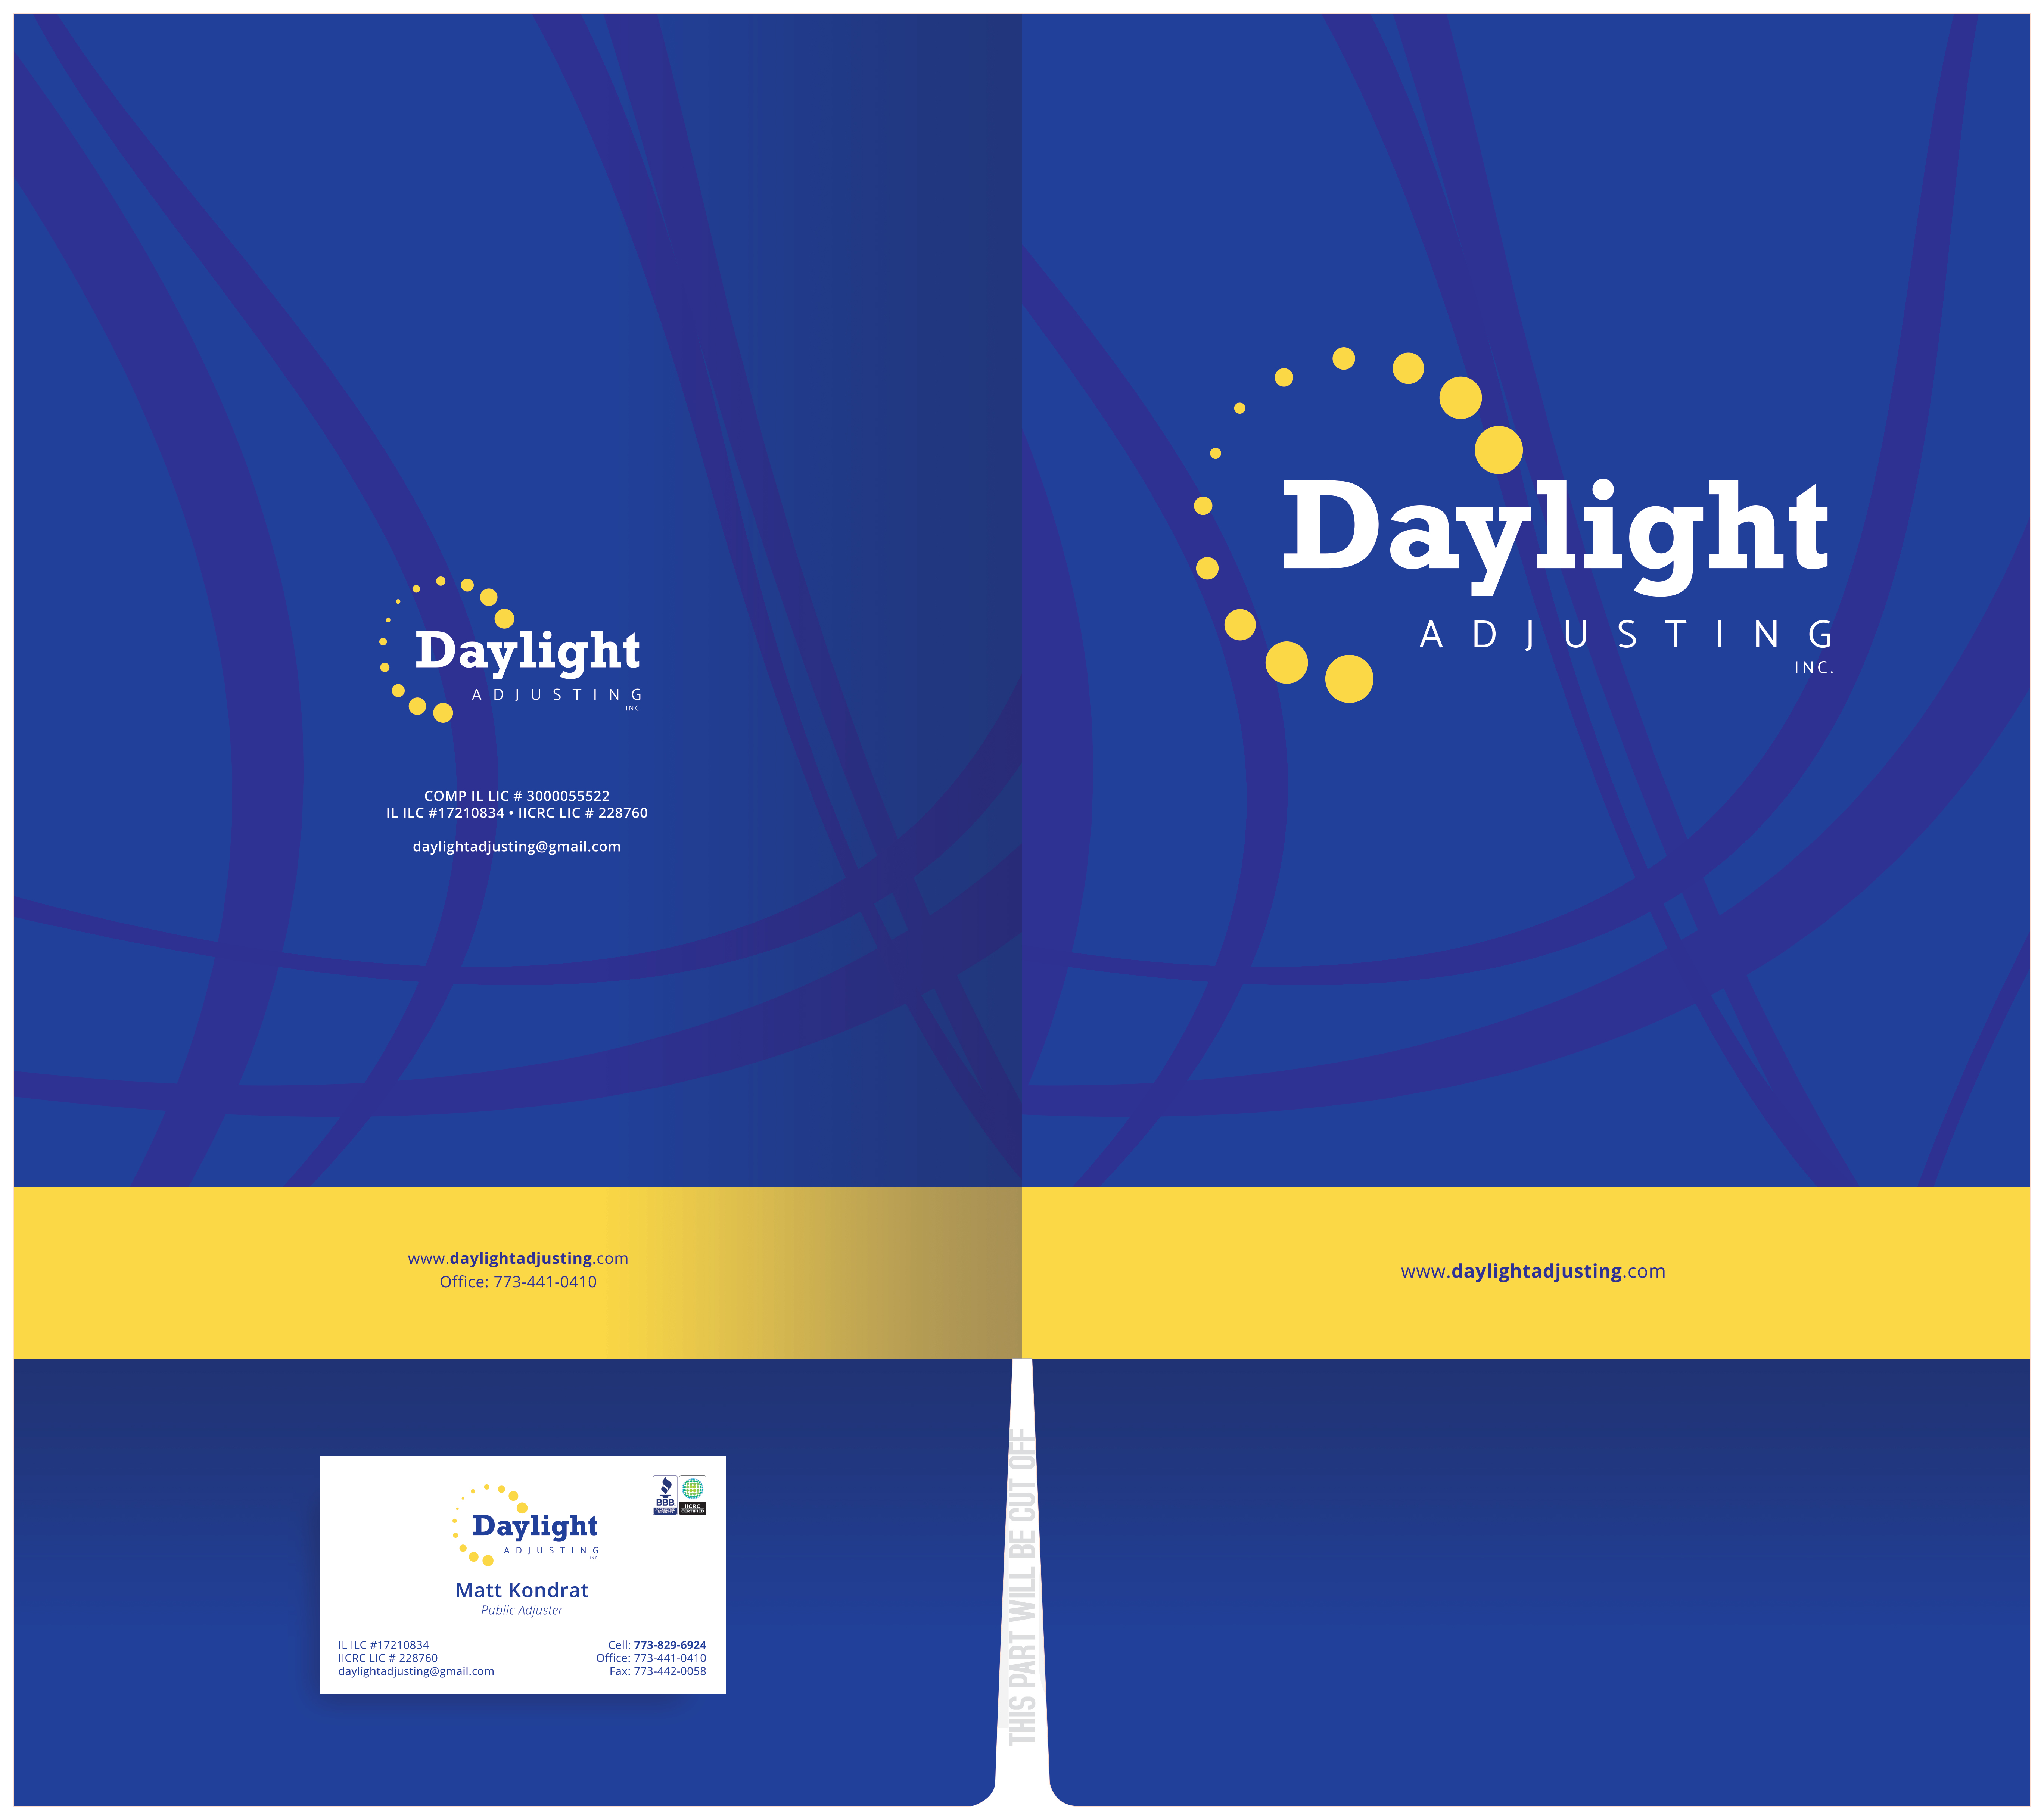 Daylight
ADJUSTING
INC.
COMP IL LIC # 3000055522
IL ILC #17210834 • IICRC LIC # 228760
daylightadjusting@gmail.com
www.daylightadjusting.com
Office: 773-441-0410
Daylight
ADJUSTING
INC.
www.daylightadjusting.com
Daylight
ADJUSTING
INC.
BBB
ACCREDITED
BUSINESS
IICRC
CERTIFIED
Matt Kondrat
Public Adjuster
IL ILC #17210834
IICRC LIC # 228760
daylightadjusting@gmail.com
Cell: 773-829-6924
Office: 773-441-0410
Fax: 773-442-0058
THIS PART WILL BE CUT OFF